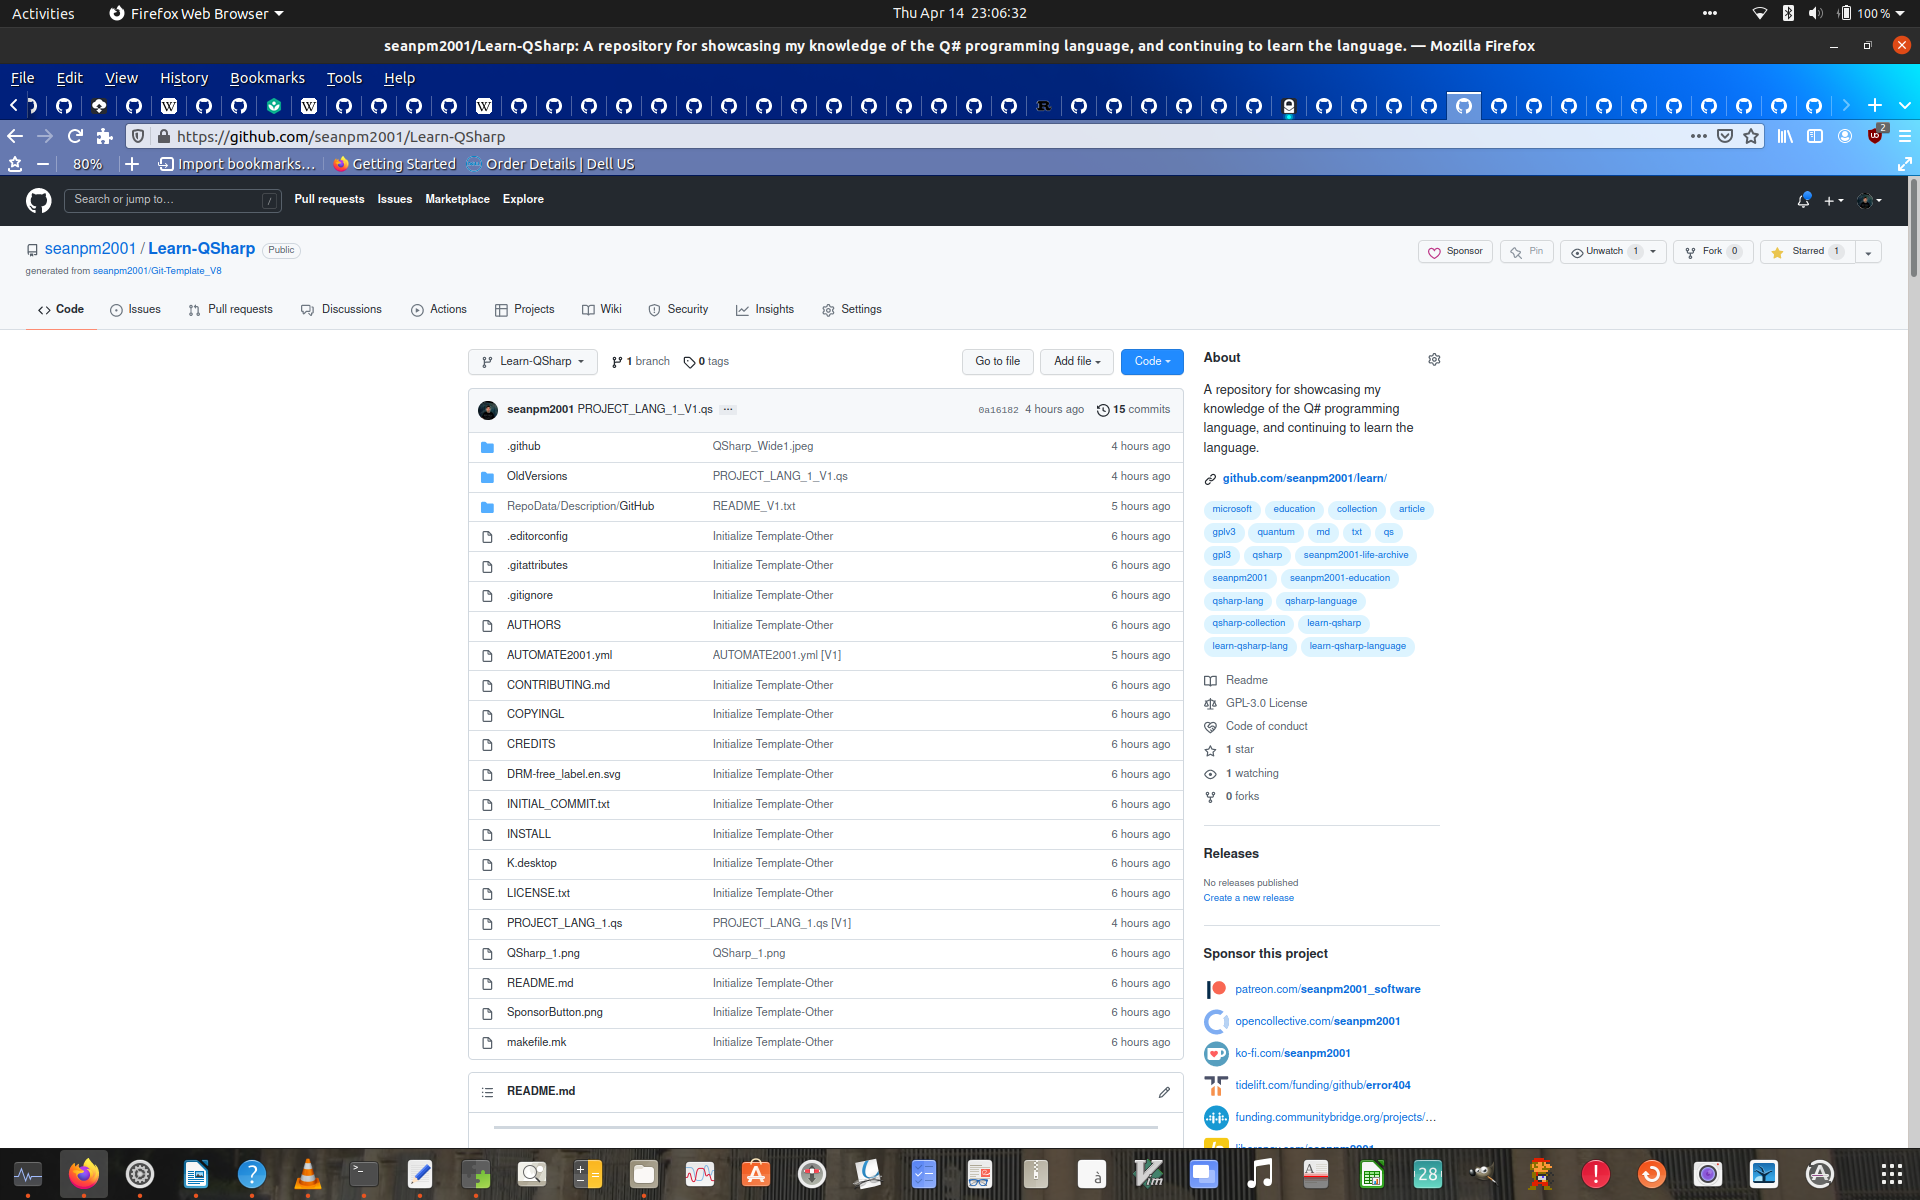 Activities
Firefox Web Browser
Thu Apr 14 23:06:32
100 %
seanpm2001/Learn-QSharp: A repository for showcasing my knowledge of the Q# programming language, and continuing to learn the language. — Mozilla Firefox
File Edit View History Bookmarks Tools Help
https://github.com/seanpm2001/Learn-QSharp
2
80%
Import bookmarks…
Getting Started
Order Details | Dell US
Search or jump to…
/
Pull requests Issues Marketplace Explore
seanpm2001 / Learn-QSharp Public
generated from seanpm2001/Git-Template_V8
Sponsor
Pin
Unwatch 1
Fork 0
Starred 1
Code Issues Pull requests Discussions Actions Projects Wiki Security Insights Settings
Learn-QSharp 1 branch 0 tags
Go to file Add file Code
seanpm2001 PROJECT_LANG_1_V1.qs ... 0a16182 4 hours ago 15 commits
.github QSharp_Wide1.jpeg 4 hours ago
OldVersions PROJECT_LANG_1_V1.qs 4 hours ago
RepoData/Description/GitHub README_V1.txt 5 hours ago
.editorconfig Initialize Template-Other 6 hours ago
.gitattributes Initialize Template-Other 6 hours ago
.gitignore Initialize Template-Other 6 hours ago
AUTHORS Initialize Template-Other 6 hours ago
AUTOMATE2001.yml AUTOMATE2001.yml [V1] 5 hours ago
CONTRIBUTING.md Initialize Template-Other 6 hours ago
COPYINGL Initialize Template-Other 6 hours ago
CREDITS Initialize Template-Other 6 hours ago
DRM-free_label.en.svg Initialize Template-Other 6 hours ago
INITIAL_COMMIT.txt Initialize Template-Other 6 hours ago
INSTALL Initialize Template-Other 6 hours ago
K.desktop Initialize Template-Other 6 hours ago
LICENSE.txt Initialize Template-Other 6 hours ago
PROJECT_LANG_1.qs PROJECT_LANG_1.qs [V1] 4 hours ago
QSharp_1.png QSharp_1.png 6 hours ago
README.md Initialize Template-Other 6 hours ago
SponsorButton.png Initialize Template-Other 6 hours ago
makefile.mk Initialize Template-Other 6 hours ago
README.md
About
A repository for showcasing my
knowledge of the Q# programming
language, and continuing to learn the
language.
github.com/seanpm2001/learn/
microsoft education collection article
gplv3 quantum md txt qs
gpl3 qsharp seanpm2001-life-archive
seanpm2001 seanpm2001-education
qsharp-lang qsharp-language
qsharp-collection learn-qsharp
learn-qsharp-lang learn-qsharp-language
Readme
GPL-3.0 License
Code of conduct
1 star
1 watching
0 forks
Releases
No releases published
Create a new release
Sponsor this project
patreon.com/seanpm2001_software
opencollective.com/seanpm2001
ko-fi.com/seanpm2001
tidelift.com/funding/github/error404
funding.communitybridge.org/projects/…
28